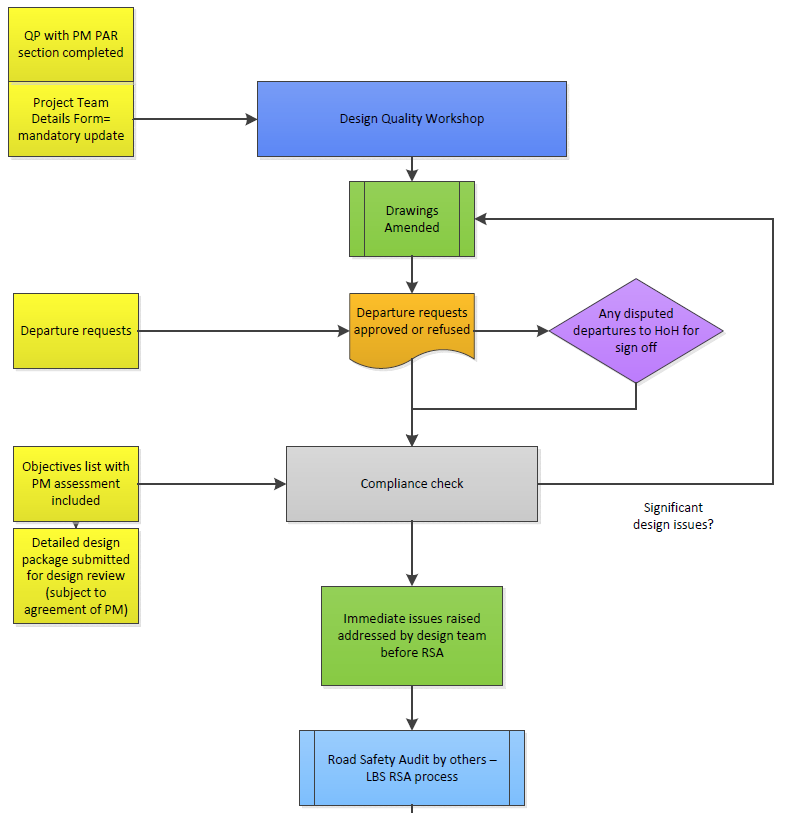 QP with PM PAR
section completed
Project Team
Details Form=
mandatory update
Design Quality Workshop
Drawings
Amended
Departure requests
Departure requests
approved or refused
Any disputed
departures to HoH for
sign off
Objectives list with
PM assessment
included
Compliance check
Significant
design issues?
Detailed design
package submitted
for design review
(subject to
agreement of PM)
Immediate issues raised
addressed by design team
before RSA
Road Safety Audit by others –
LBS RSA process